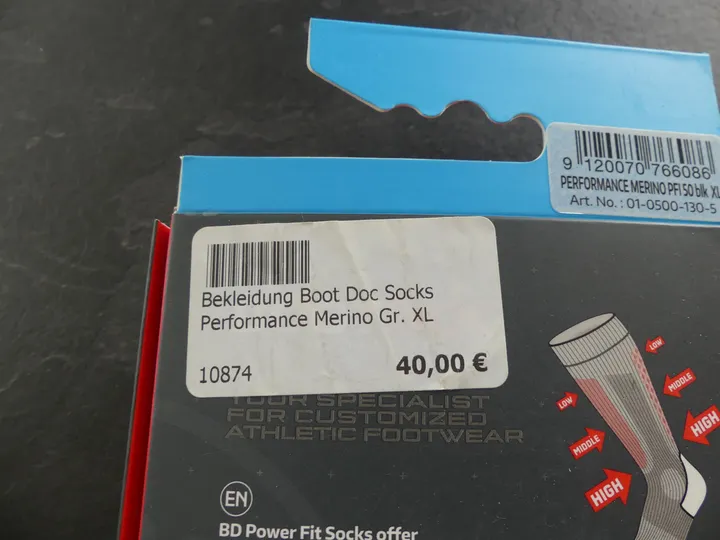 9 120070 766086
PERFORMANCE MERINO PFI 50 blk XL
Art. No.: 01-0500-130-5
Bekleidung Boot Doc Socks
Performance Merino Gr. XL
10874
40,00 €
YOUR SPECIALIST
FOR CUSTOMIZED
ATHLETIC FOOTWEAR
LOW
MIDDLE
HIGH
LOW
MIDDLE
HIGH
EN
BD Power Fit Socks offer